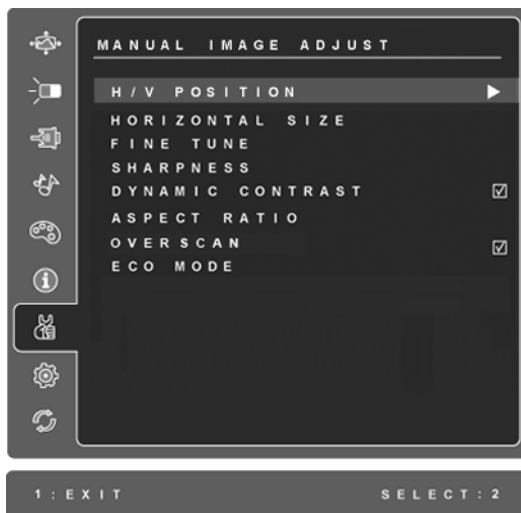 MANUAL IMAGE ADJUST
H/V POSITION
HORIZONTAL SIZE
FINE TUNE
SHARPNESS
DYNAMIC CONTRAST
ASPECT RATIO
OVERSCAN
ECO MODE
1:EXIT SELECT:2